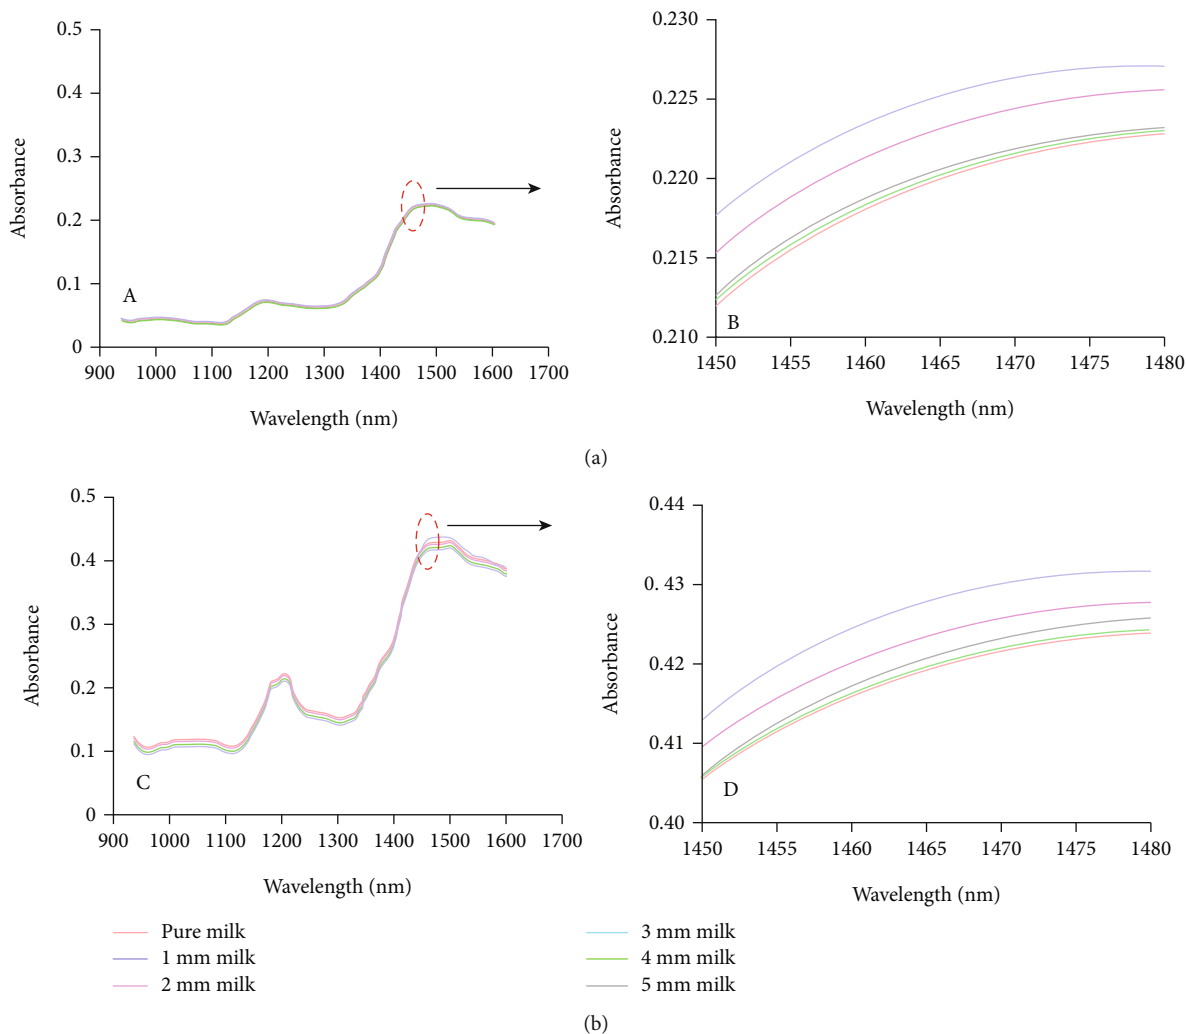 0.5
0.4
0.3
0.2
0.1
0
Absorbance
A
900 1000 1100 1200 1300 1400 1500 1600 1700
Wavelength (nm)
0.230
0.225
0.220
0.215
0.210
Absorbance
B
1450 1455 1460 1465 1470 1475 1480
Wavelength (nm)
(a)
0.5
0.4
0.3
0.2
0.1
0
Absorbance
C
900 1000 1100 1200 1300 1400 1500 1600 1700
Wavelength (nm)
0.44
0.43
0.42
0.41
0.40
Absorbance
D
1450 1455 1460 1465 1470 1475 1480
Wavelength (nm)
Pure milk
1 mm milk
2 mm milk
3 mm milk
4 mm milk
5 mm milk
(b)